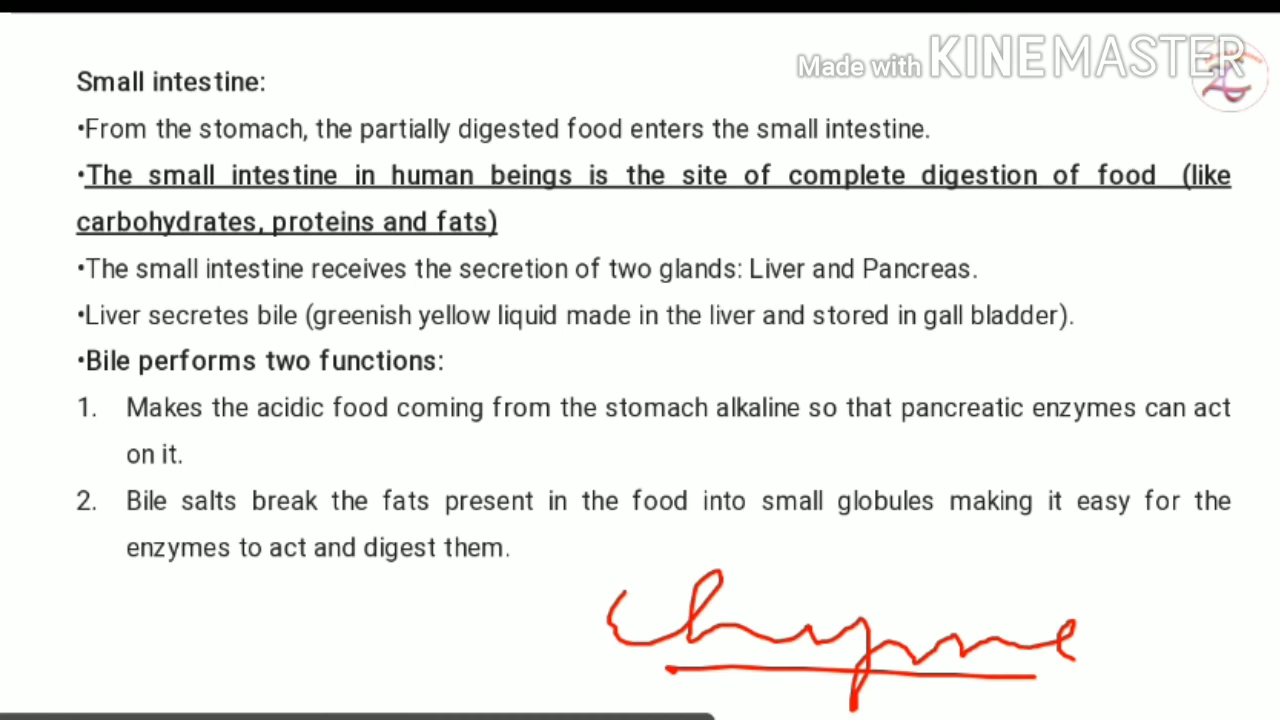 Made with KINEMASTER
Small intestine:
•From the stomach, the partially digested food enters the small intestine.
•The small intestine in human beings is the site of complete digestion of food (like
carbohydrates, proteins and fats)
•The small intestine receives the secretion of two glands: Liver and Pancreas.
•Liver secretes bile (greenish yellow liquid made in the liver and stored in gall bladder).
•Bile performs two functions:
1. Makes the acidic food coming from the stomach alkaline so that pancreatic enzymes can act
on it.
2. Bile salts break the fats present in the food into small globules making it easy for the
enzymes to act and digest them.
Chyme